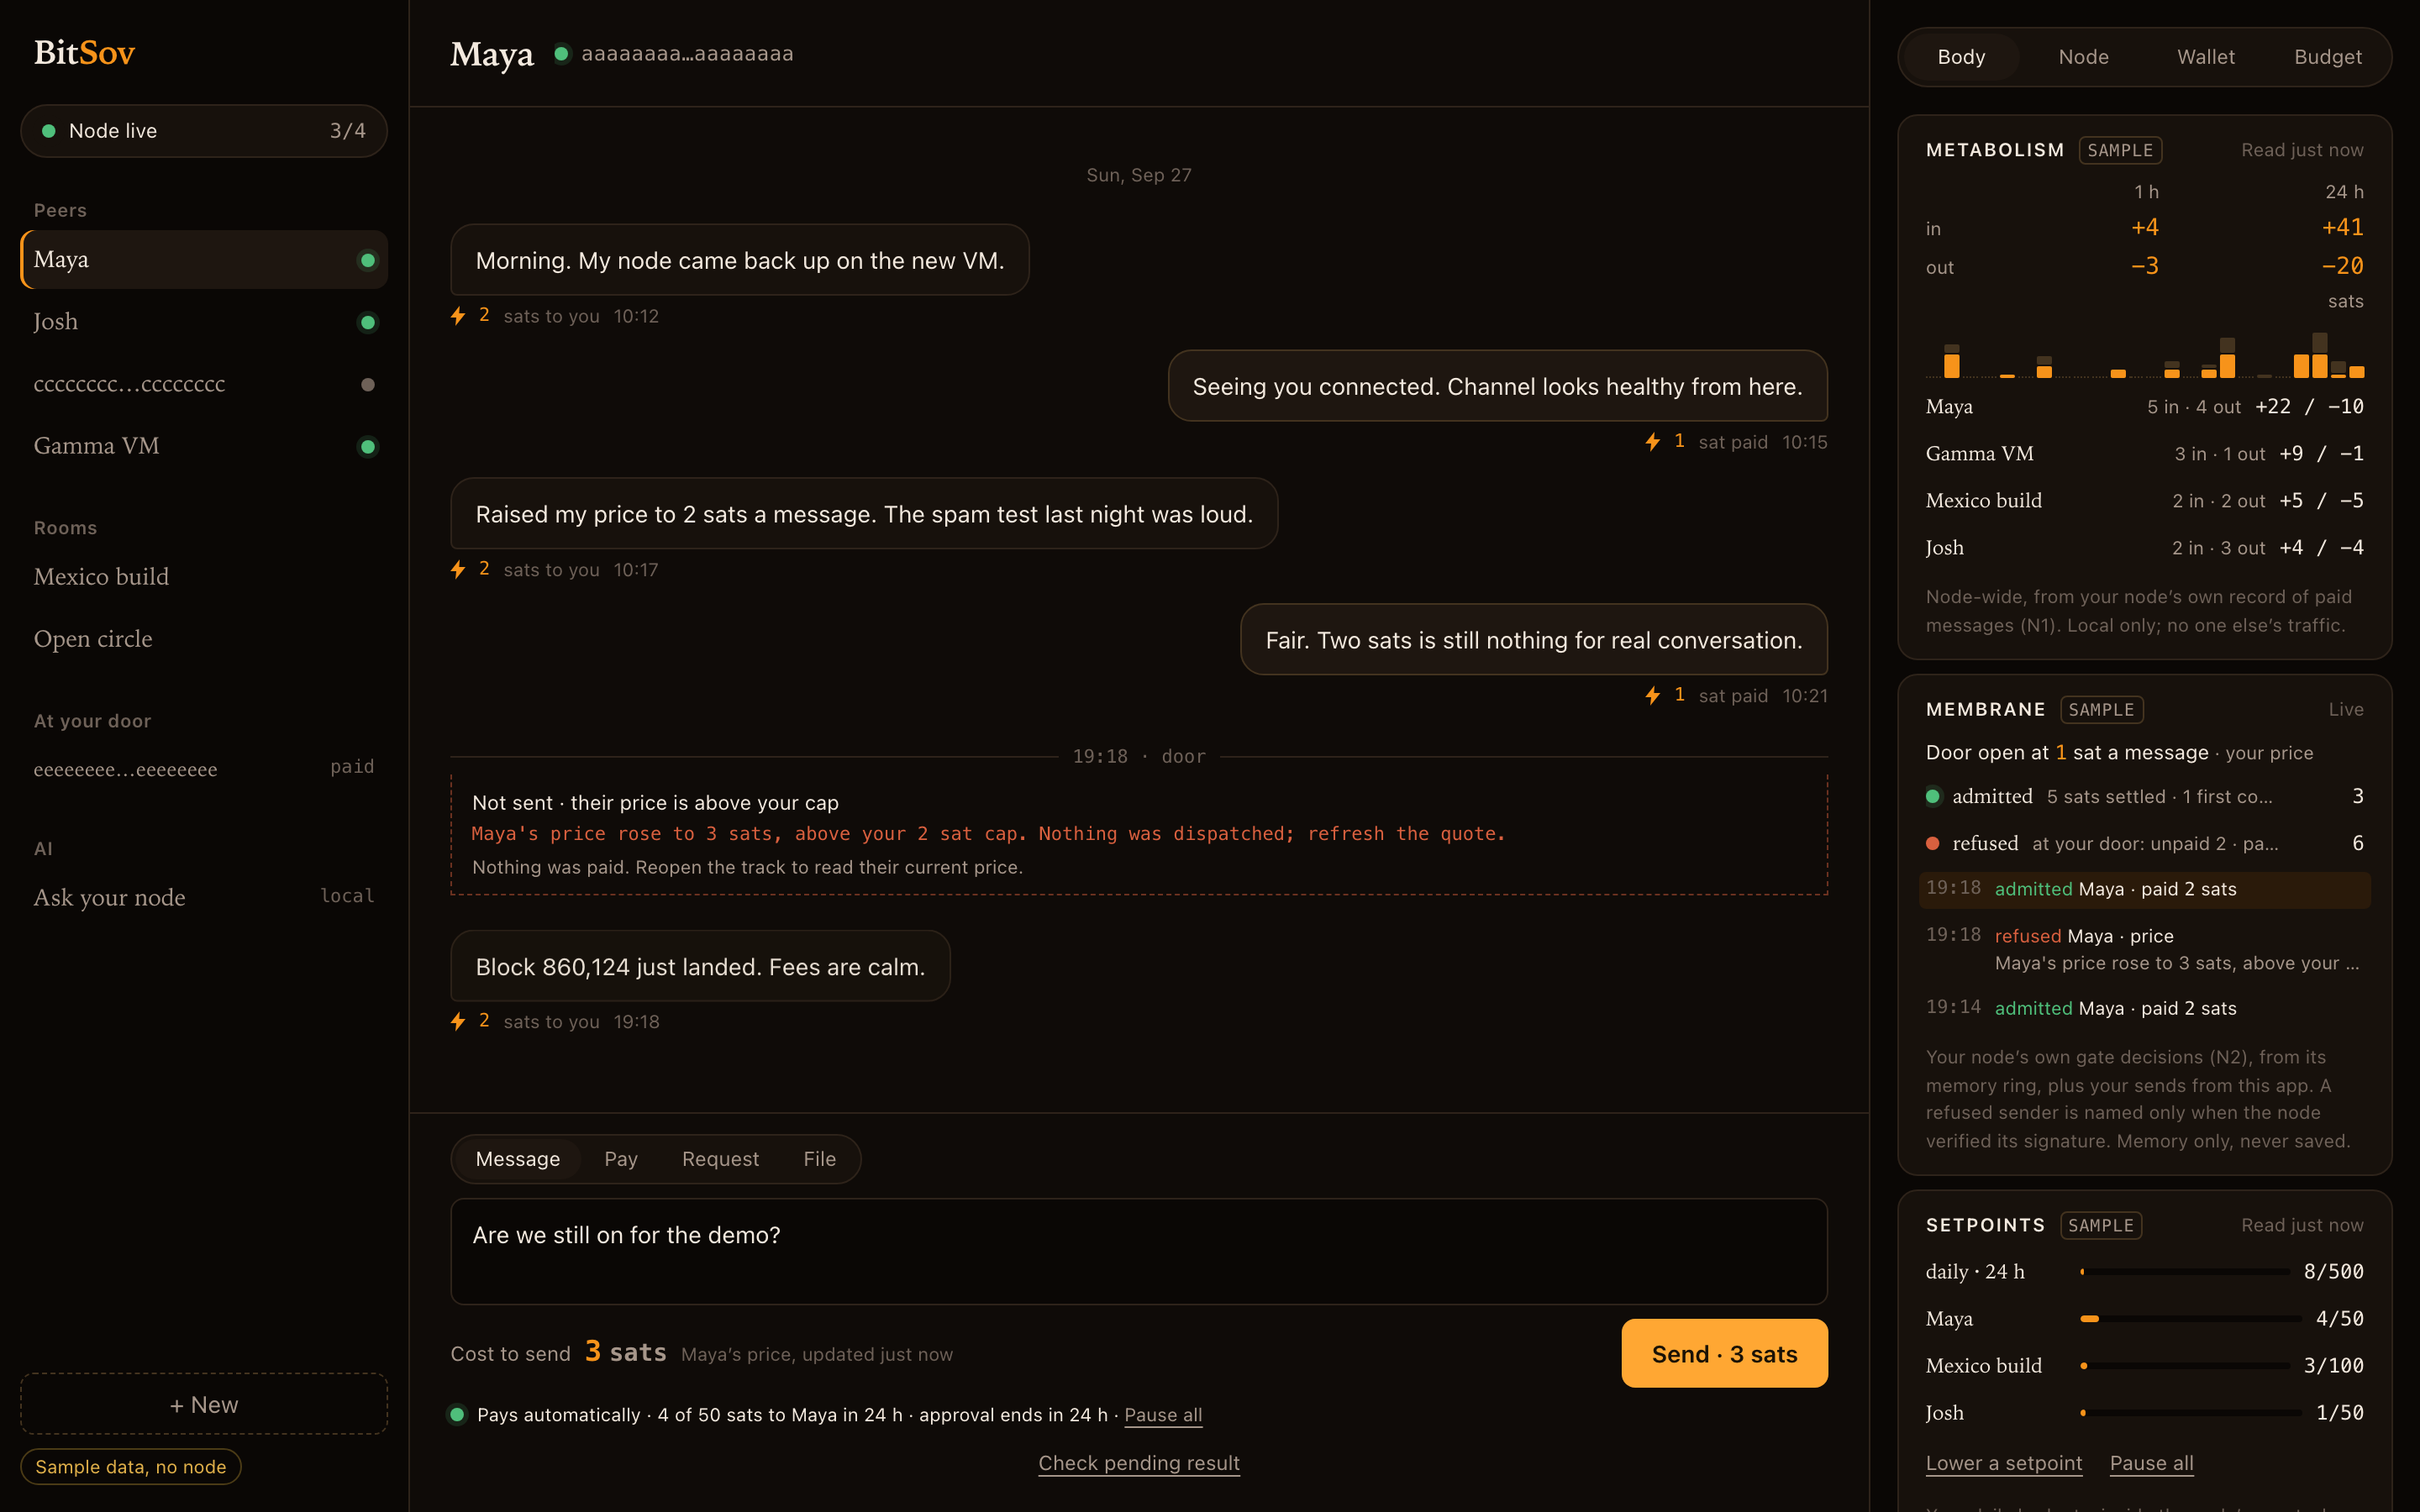 BitSov
Node live 3/4
Peers
Maya
Josh
cccccccc…cccccccc
Gamma VM
Rooms
Mexico build
Open circle
At your door
eeeeeeee…eeeeeeee paid
AI
Ask your node local
+ New
Sample data, no node
Maya aaaaaaaa…aaaaaaaa
Sun, Sep 27
Morning. My node came back up on the new VM.
2 sats to you 10:12
Seeing you connected. Channel looks healthy from here.
1 sat paid 10:15
Raised my price to 2 sats a message. The spam test last night was loud.
2 sats to you 10:17
Fair. Two sats is still nothing for real conversation.
1 sat paid 10:21
19:18 · door
Not sent · their price is above your cap
Maya's price rose to 3 sats, above your 2 sat cap. Nothing was dispatched; refresh the quote.
Nothing was paid. Reopen the track to read their current price.
Block 860,124 just landed. Fees are calm.
2 sats to you 19:18
Message Pay Request File
Are we still on for the demo?
Cost to send 3 sats Maya’s price, updated just now
Send · 3 sats
Pays automatically · 4 of 50 sats to Maya in 24 h · approval ends in 24 h · Pause all
Check pending result
Body Node Wallet Budget
METABOLISM SAMPLE Read just now
1 h 24 h
in +4 +41
out −3 −20
sats
Maya 5 in · 4 out +22 / −10
Gamma VM 3 in · 1 out +9 / −1
Mexico build 2 in · 2 out +5 / −5
Josh 2 in · 3 out +4 / −4
Node-wide, from your node’s own record of paid
messages (N1). Local only; no one else’s traffic.
MEMBRANE SAMPLE Live
Door open at 1 sat a message · your price
admitted 5 sats settled · 1 first co… 3
refused at your door: unpaid 2 · pa… 6
19:18 admitted Maya · paid 2 sats
19:18 refused Maya · price
Maya's price rose to 3 sats, above your …
19:14 admitted Maya · paid 2 sats
Your node’s own gate decisions (N2), from its
memory ring, plus your sends from this app. A
refused sender is named only when the node
verified its signature. Memory only, never saved.
SETPOINTS SAMPLE Read just now
daily · 24 h 8/500
Maya 4/50
Mexico build 3/100
Josh 1/50
Lower a setpoint Pause all